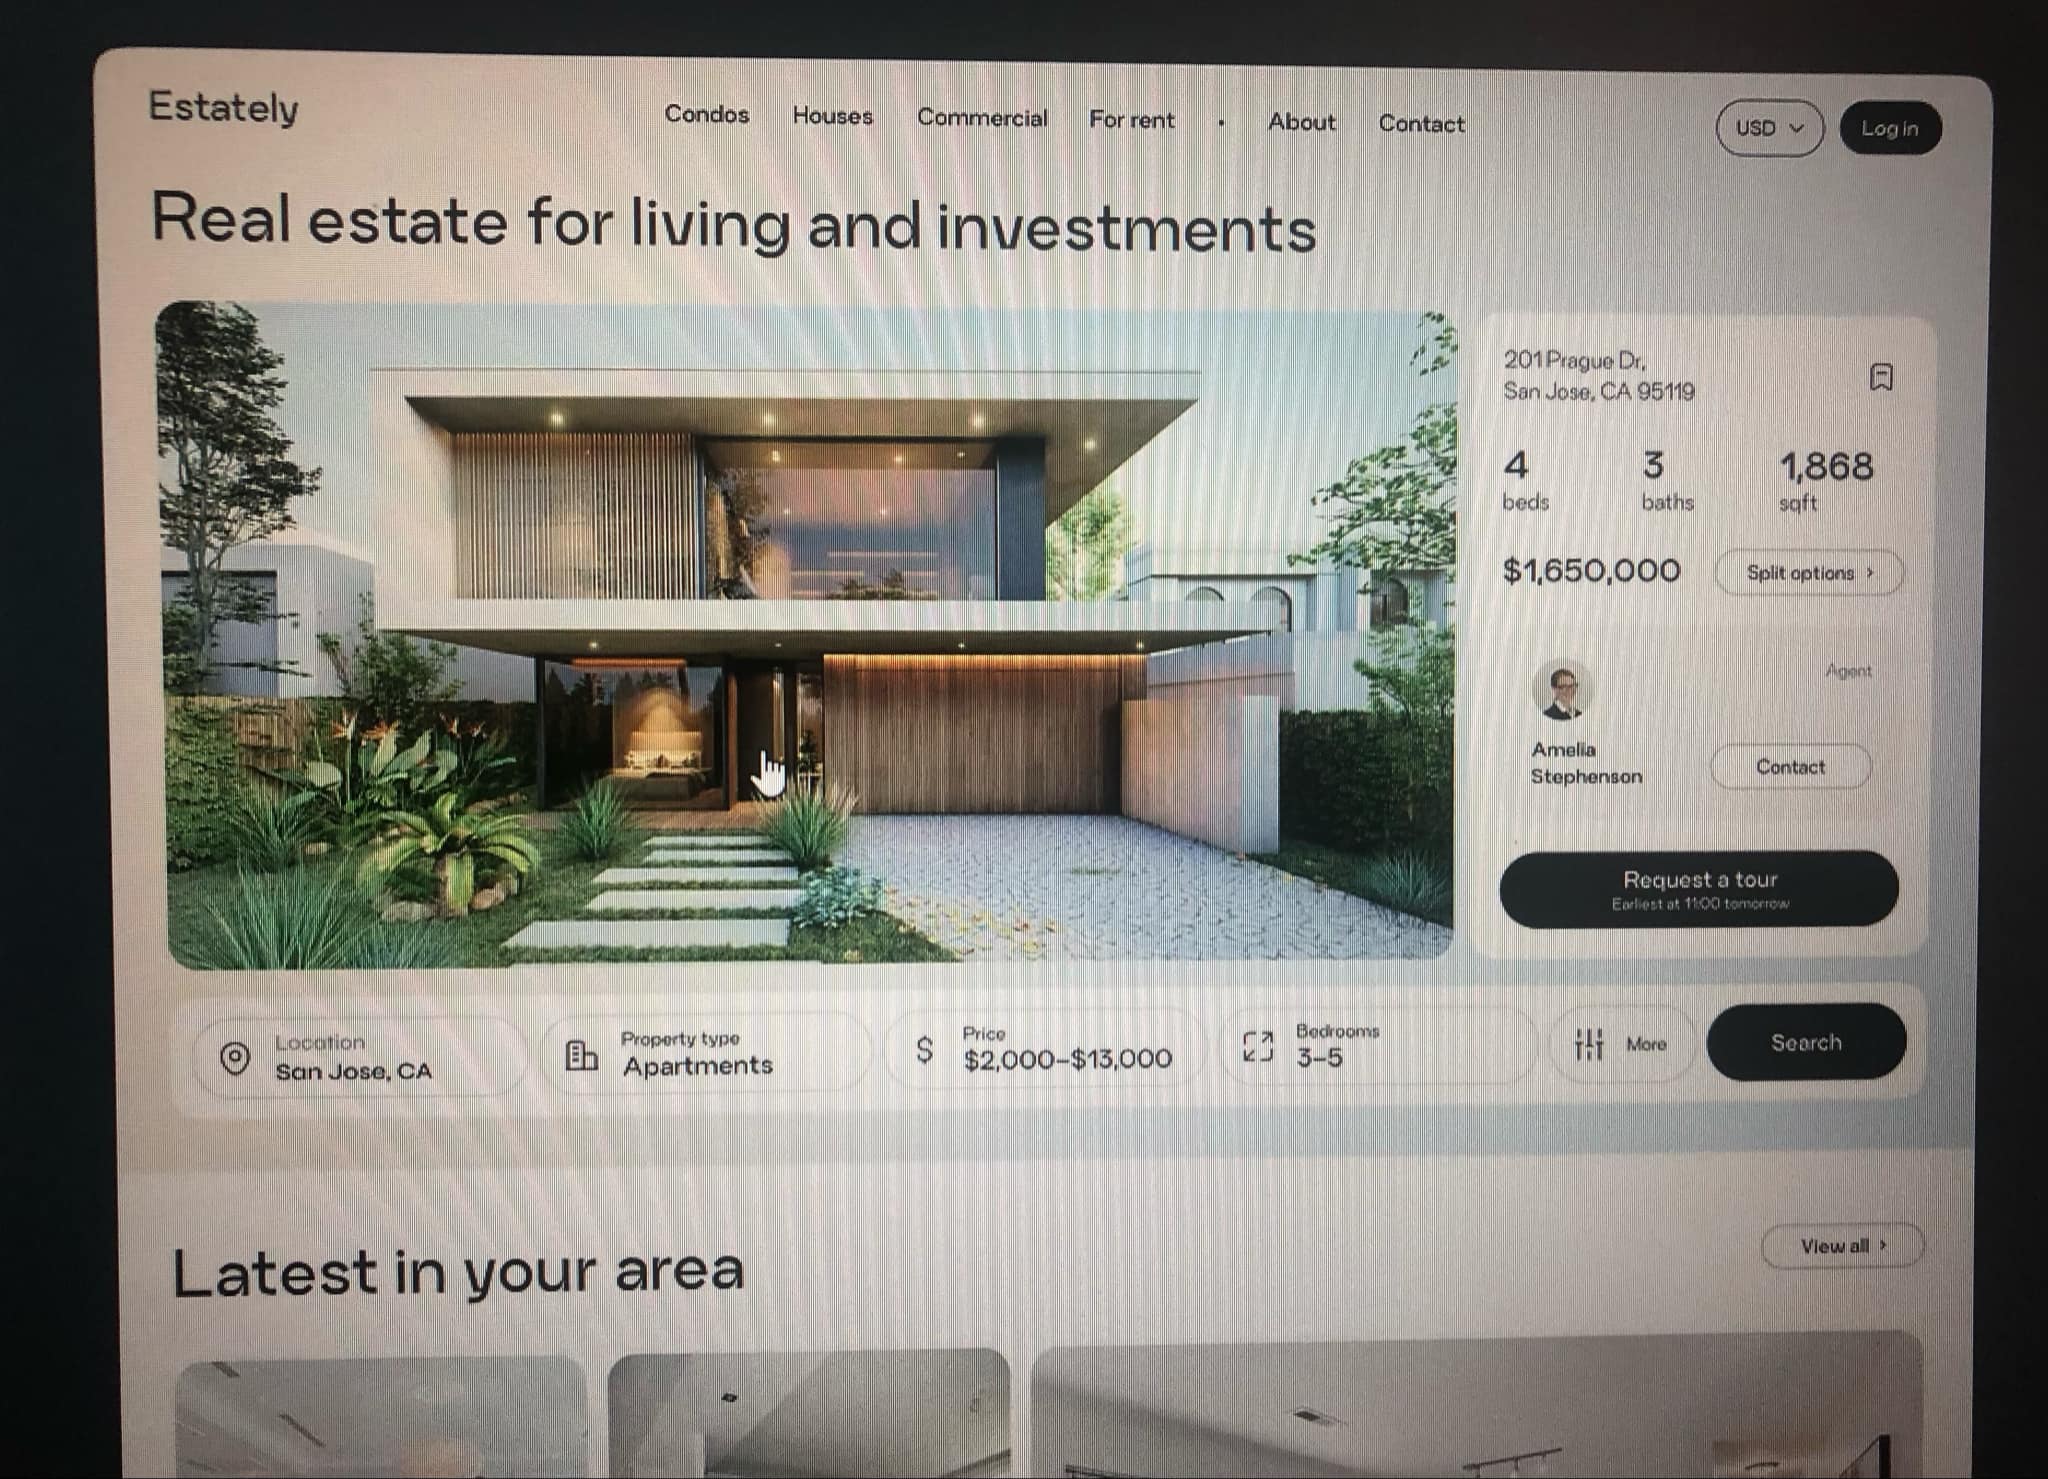 Estately
Condos Houses Commercial For rent · About Contact
USD
Log in
Real estate for living and investments
201 Prague Dr,
San Jose, CA 95119
4 3 1,868
beds baths sqft
$1,650,000 Split options ›
Agent
Amelia
Stephenson
Contact
Request a tour
Earliest at 11:00 tomorrow
Location
San Jose, CA
Property type
Apartments
$
Price
$2,000–$13,000
Bedrooms
3–5
More
Search
Latest in your area
View all ›